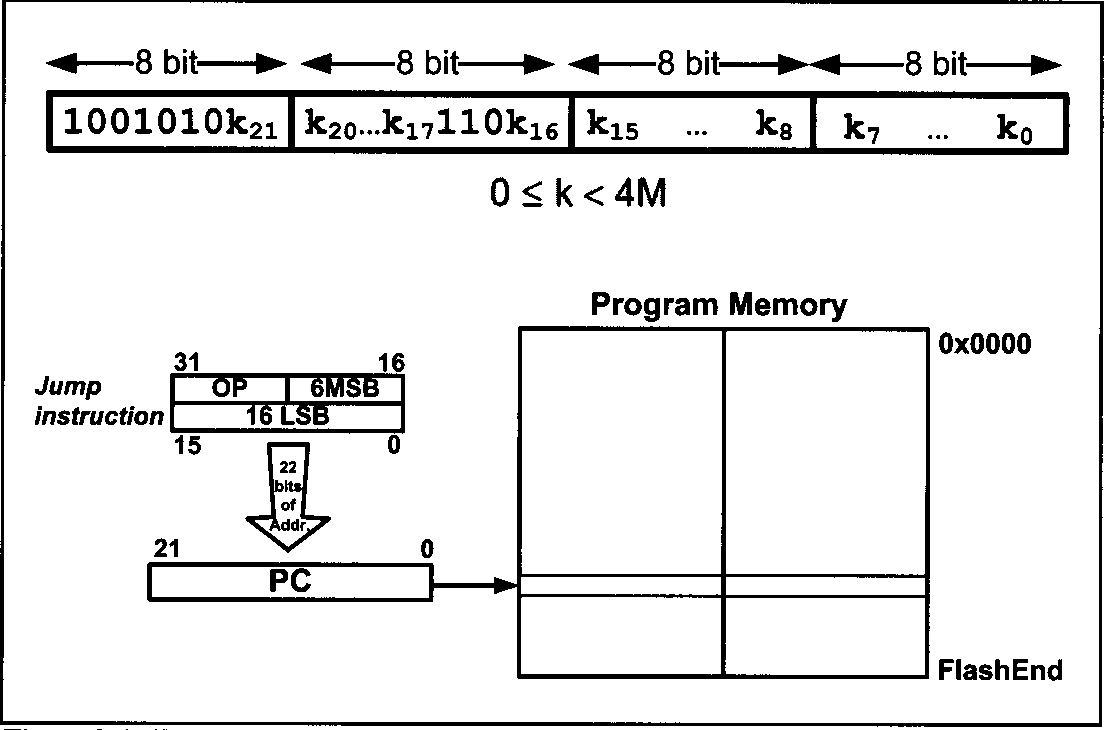 8 bit 8 bit 8 bit 8 bit
1001010k21 k20...k17110k16 k15 ... k8 k7 ... k0
0 ≤ k < 4M
Program Memory
0x0000
31 16
Jump instruction
OP 6MSB
16 LSB
15 0
22
bits
of
Addr.
21 0
PC
FlashEnd